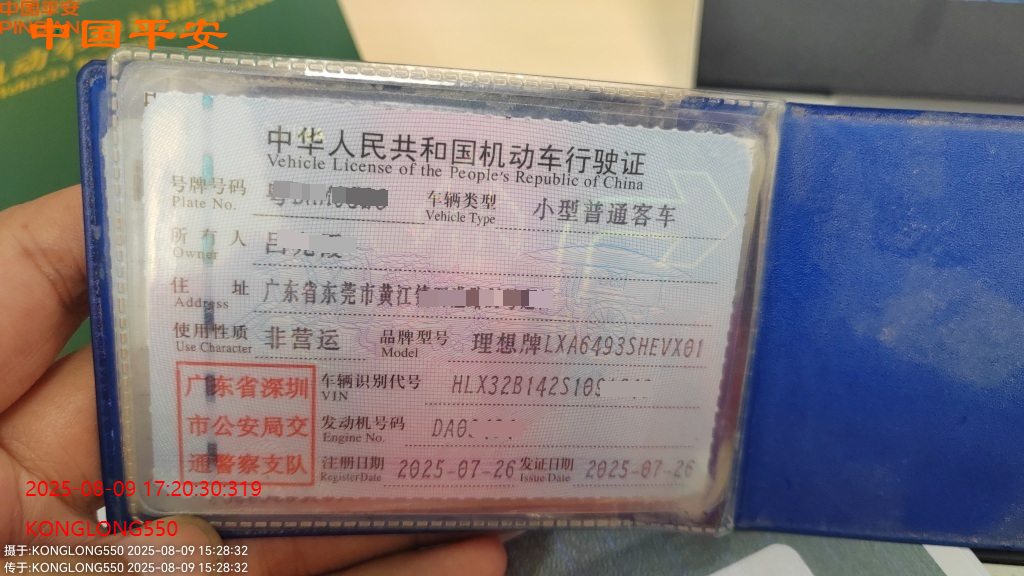 中国平安
中国平安
中华人民共和国机动车行驶证
Vehicle License of the People's Republic of China
号牌号码
Plate No.
车辆类型
Vehicle Type
小型普通客车
所有人
Owner
住址
Address
广东省东莞市黄江
使用性质
Use Character
非营运
品牌型号
Model
理想牌LXA6493SHEVX01
广东省深圳
市公安局交
通警察支队
车辆识别代号
VIN
HLX32B142S109
发动机号码
Engine No.
DA0
注册日期
Register Date
2025-07-26
发证日期
Issue Date
2025-07-26
2025-08-09 17:20:30:319
KONGLONG550
摄于:KONGLONG550 2025-08-09 15:28:32
传于:KONGLONG550 2025-08-09 15:28:32